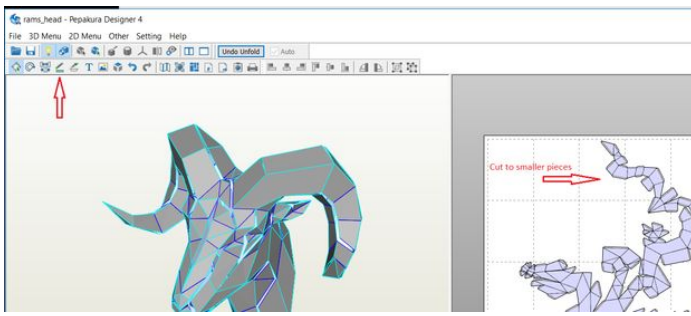 rams_head - Pepakura Designer 4
File 3D Menu 2D Menu Other Setting Help
Undo Unfold Auto
T
Cut to smaller pieces